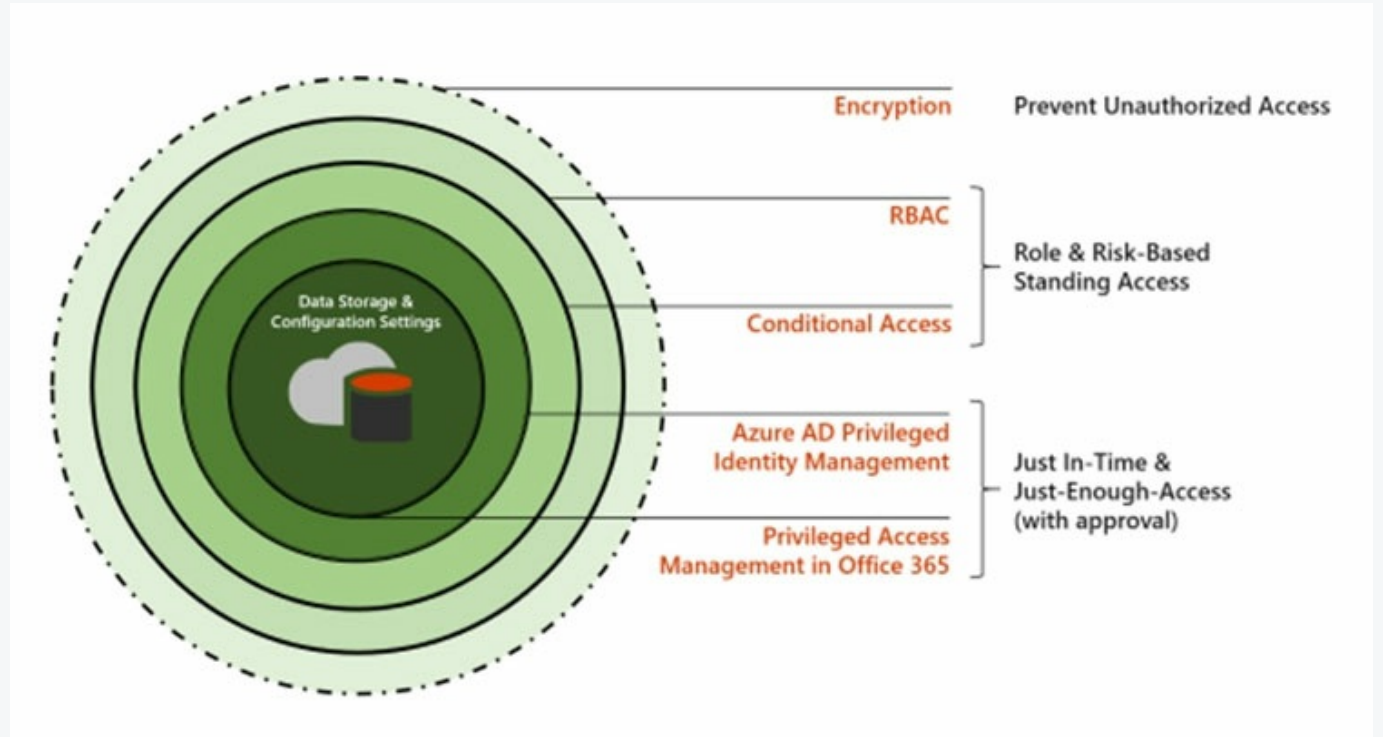 Encryption
Prevent Unauthorized Access
RBAC
Role & Risk-Based
Standing Access
Conditional Access
Data Storage &
Configuration Settings
Azure AD Privileged
Identity Management
Just In-Time &
Just-Enough-Access
(with approval)
Privileged Access
Management in Office 365